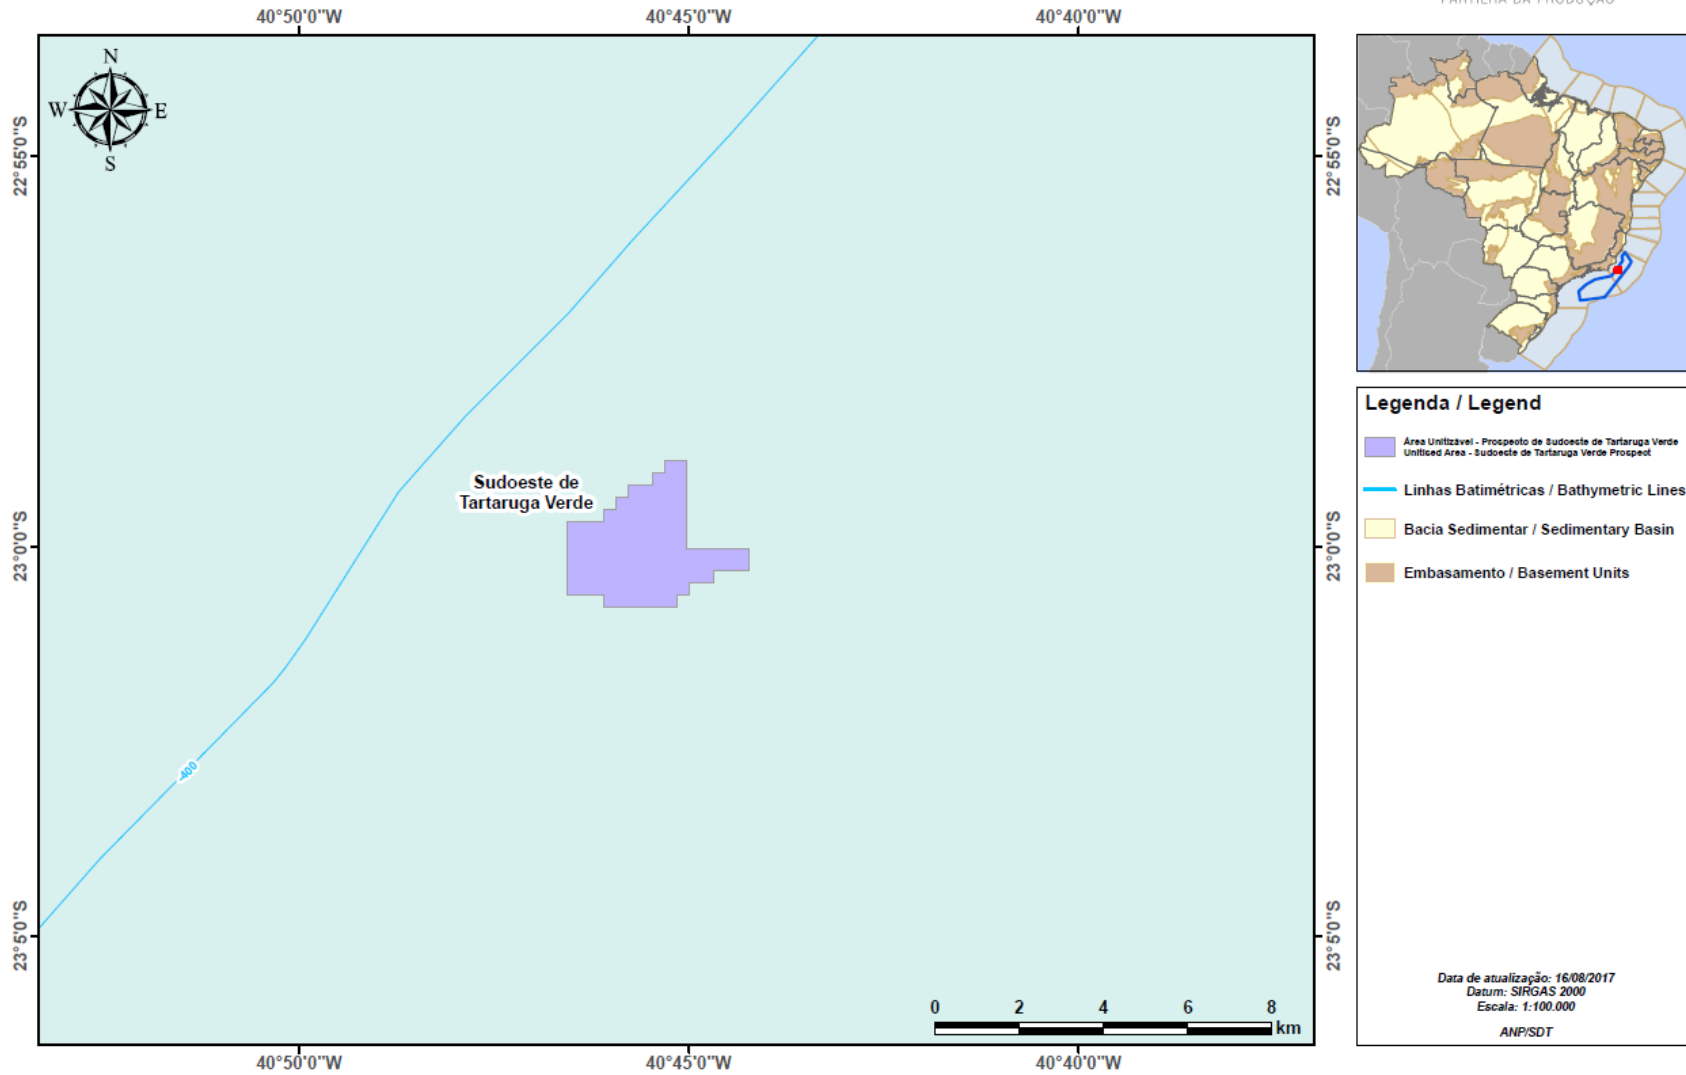 PARTILHA DA PRODUÇÃO
40°50'0"W
40°45'0"W
40°40'0"W
N
W
E
S
22°55'0"S
22°55'0"S
Sudoeste de
Tartaruga Verde
23°0'0"S
23°0'0"S
-400
23°5'0"S
23°5'0"S
0 2 4 6 8
km
40°50'0"W
40°45'0"W
40°40'0"W
Legenda / Legend
Área Unitizável - Prospecto de Sudoeste de Tartaruga Verde
Unitised Area - Sudoeste de Tartaruga Verde Prospect
Linhas Batimétricas / Bathymetric Lines
Bacia Sedimentar / Sedimentary Basin
Embasamento / Basement Units
Data de atualização: 16/08/2017
Datum: SIRGAS 2000
Escala: 1:100.000
ANP/SDT